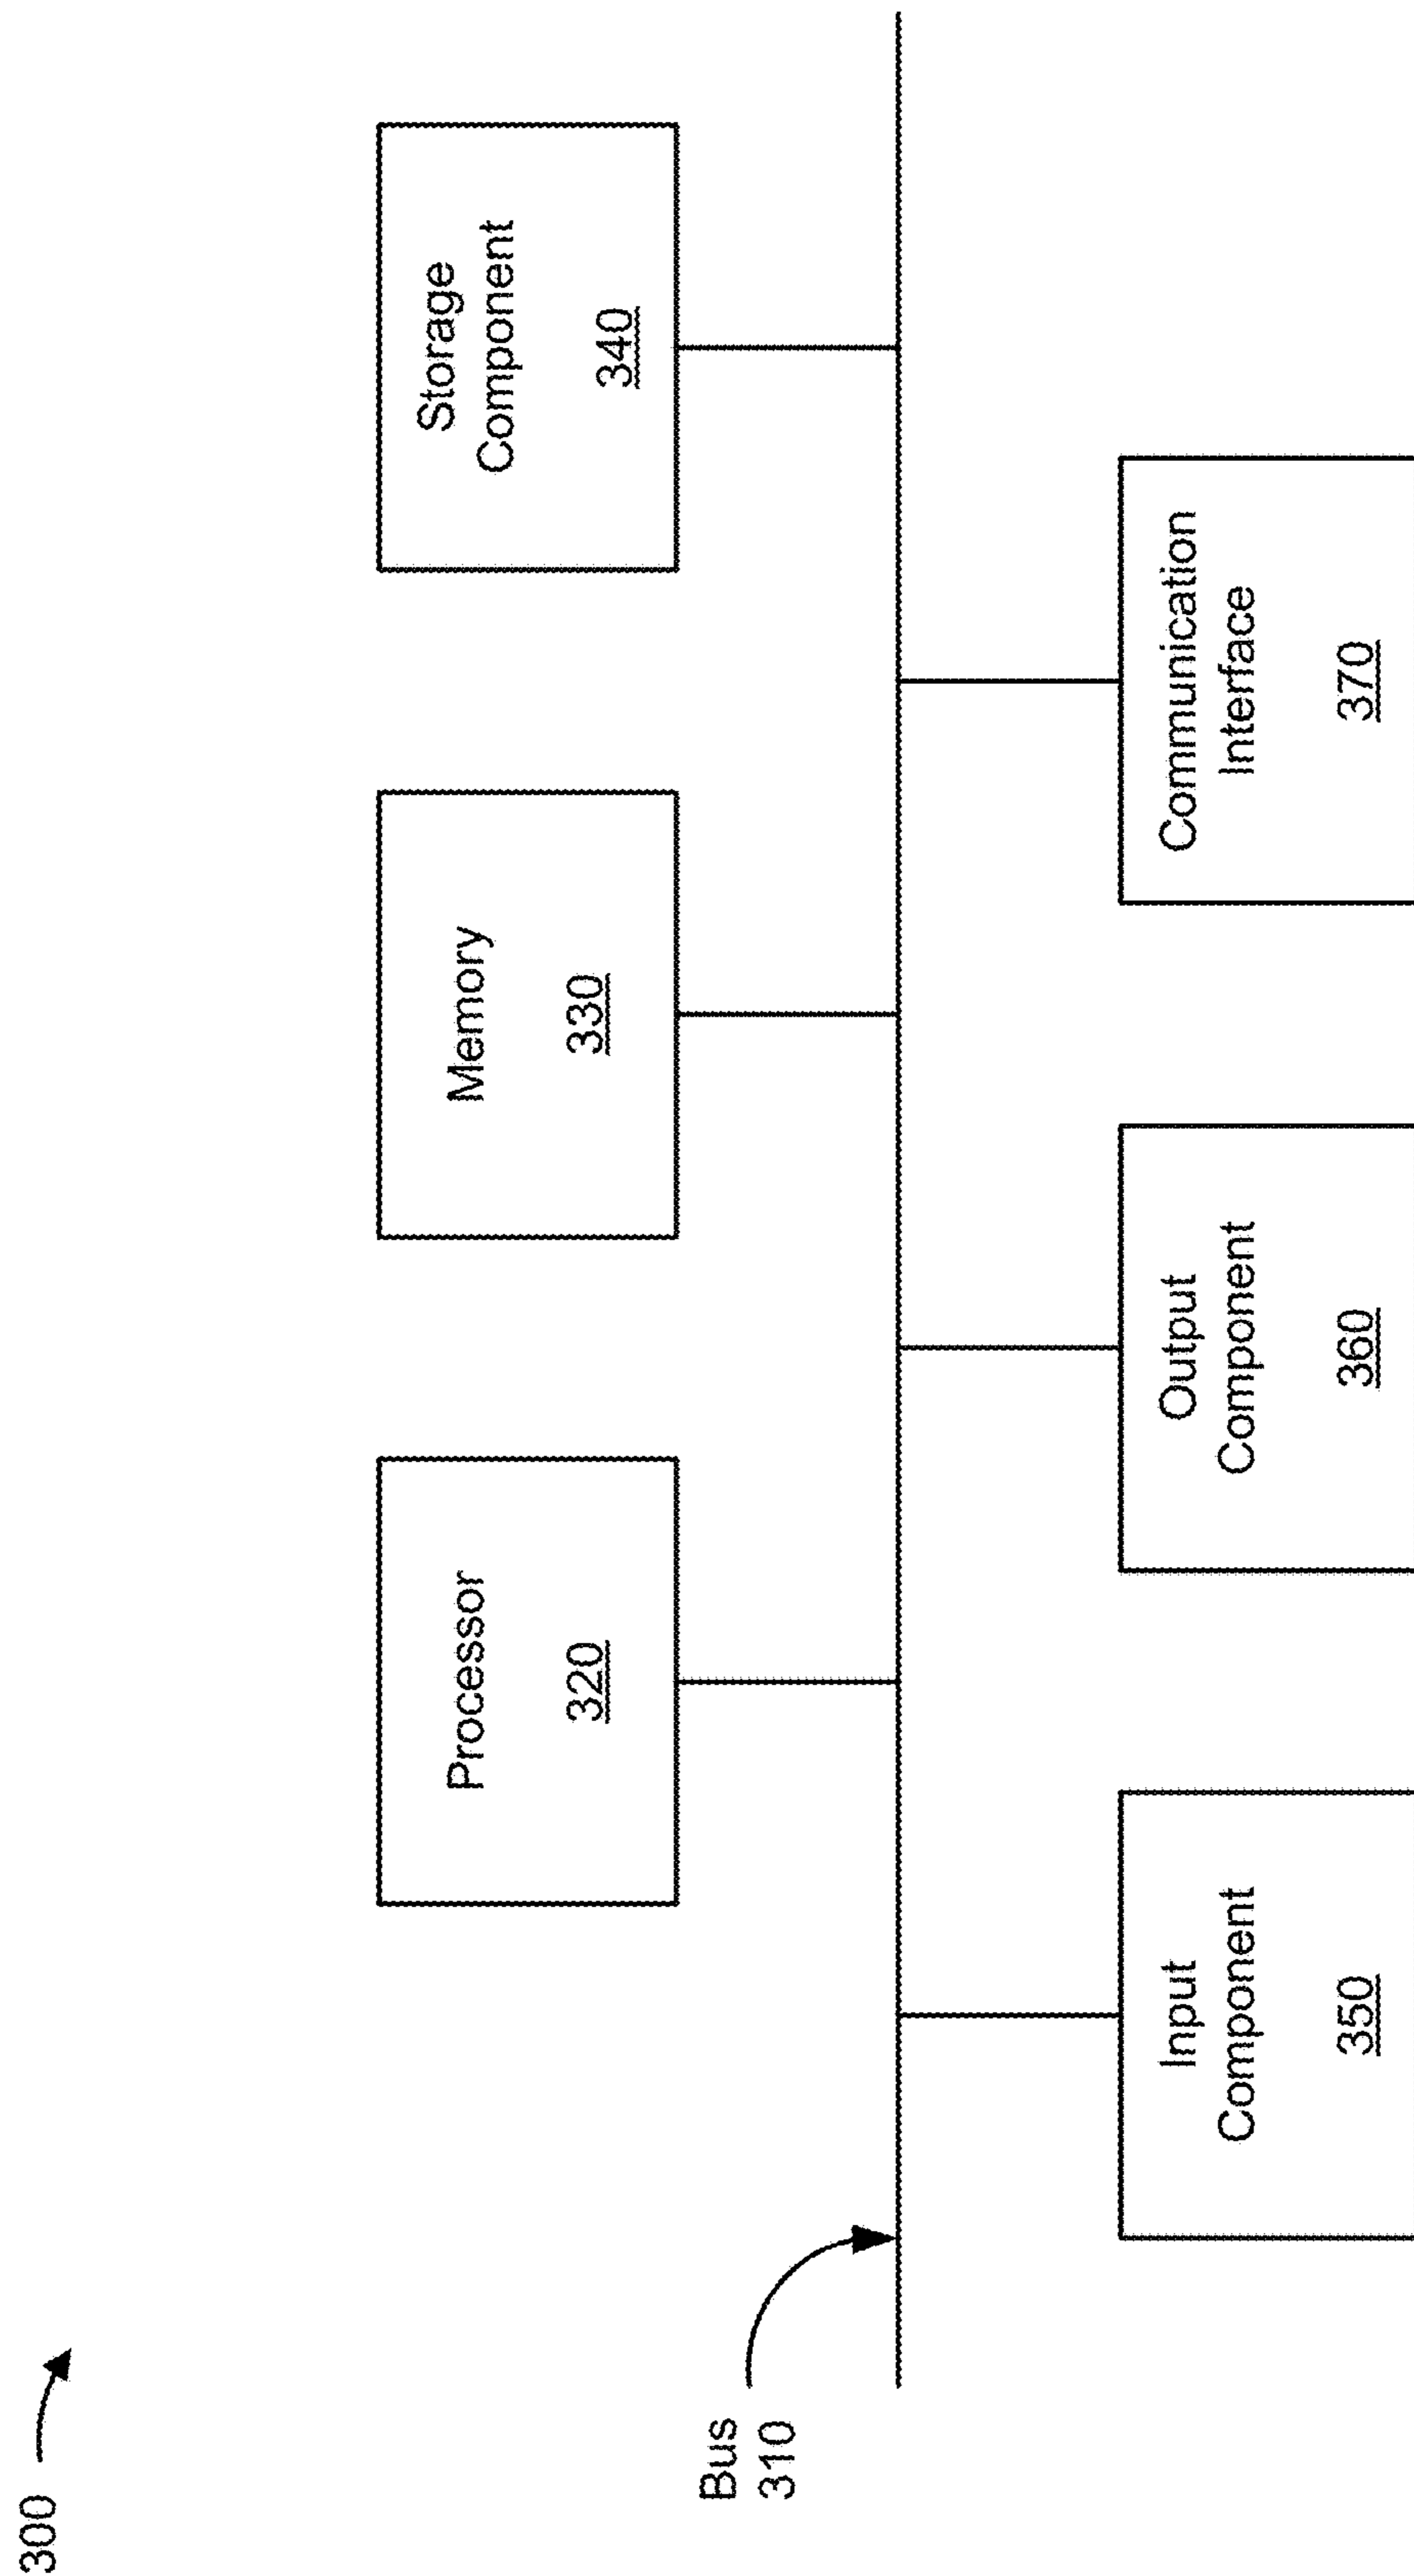 300
Processor
320
Memory
330
Storage
Component
340
Bus
310
Input
Component
350
Output
Component
360
Communication
Interface
370